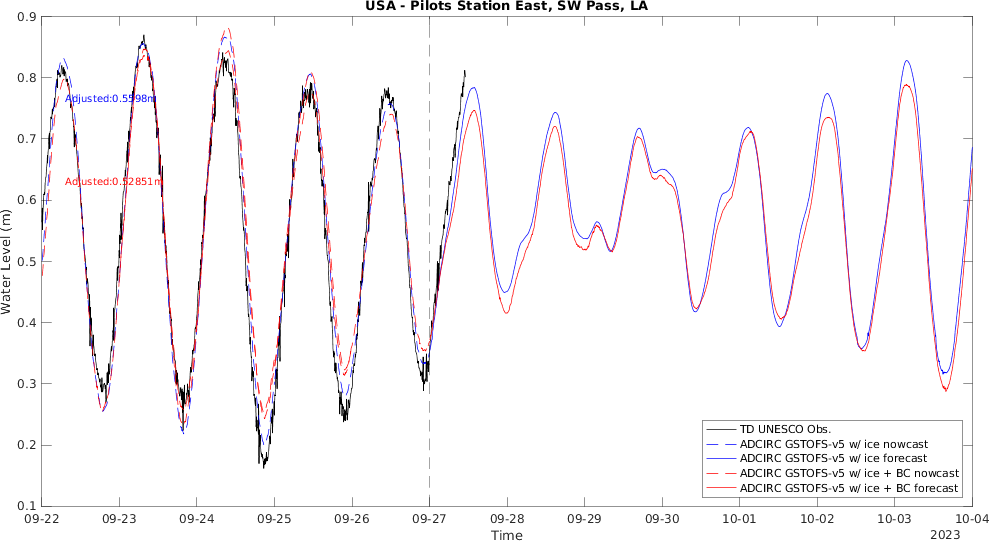 USA - Pilots Station East, SW Pass, LA
0.9
0.8
Adjusted:0.5598m
0.7
Adjusted:0.52851m
0.6
Water Level (m)
0.5
0.4
0.3
0.2
0.1
TD UNESCO Obs.
ADCIRC GSTOFS-v5 w/ ice nowcast
ADCIRC GSTOFS-v5 w/ ice forecast
ADCIRC GSTOFS-v5 w/ ice + BC nowcast
ADCIRC GSTOFS-v5 w/ ice + BC forecast
09-22 09-23 09-24 09-25 09-26 09-27 09-28 09-29 09-30 10-01 10-02 10-03 10-04
Time
2023